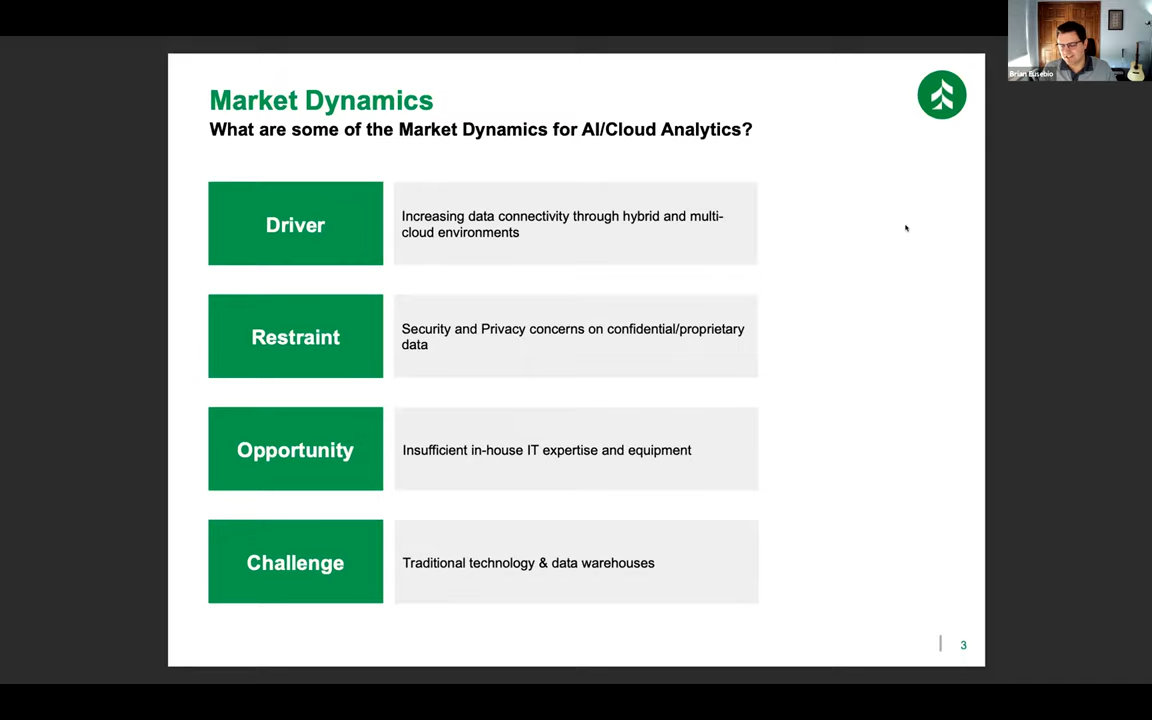 Brian Eusebio
Market Dynamics
What are some of the Market Dynamics for AI/Cloud Analytics?
Driver
Increasing data connectivity through hybrid and multi-
cloud environments
Restraint
Security and Privacy concerns on confidential/proprietary
data
Opportunity
Insufficient in-house IT expertise and equipment
Challenge
Traditional technology & data warehouses
3